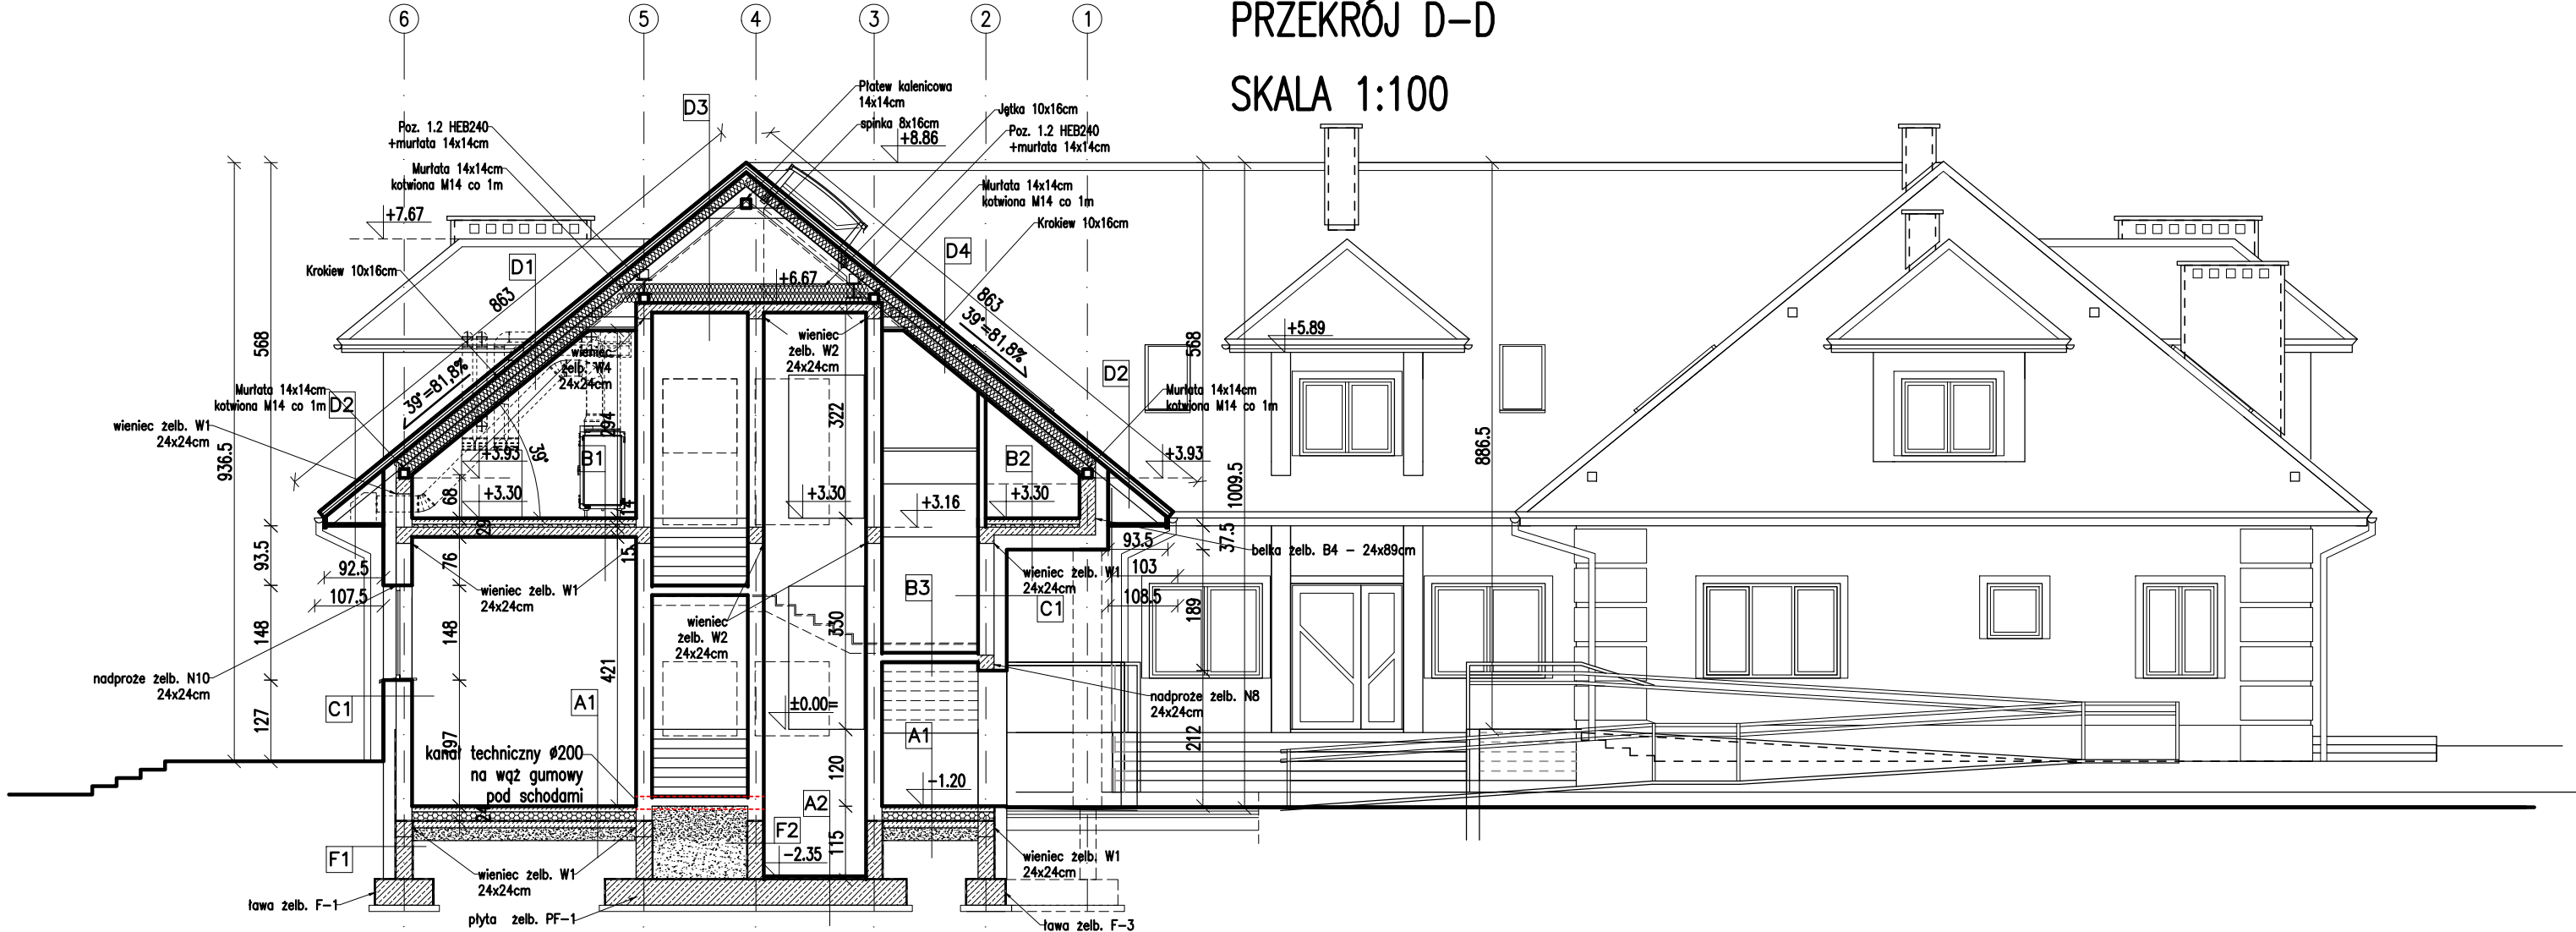 PRZEKRÓJ D-D
SKALA 1:100
6
5
4
3
2
1
D3
Płatew kalenicowa
14x14cm
spinka 8x16cm
+8.86
Jętka 10x16cm
Poz. 1.2 HEB240
+murłata 14x14cm
Poz. 1.2 HEB240
+murłata 14x14cm
Murłata 14x14cm
kotwiona M14 co 1m
Murłata 14x14cm
kotwiona M14 co 1m
+7.67
Krokiew 10x16cm
D4
D1
Krokiew 10x16cm
+6.67
863
863
39°=81,8%
39°=81,8%
568
568
+5.89
wieniec
żelb. W4
24x24cm
wieniec
żelb. W2
24x24cm
D2
Murłata 14x14cm
kotwiona M14 co 1m
D2
Murłata 14x14cm
kotwiona M14 co 1m
wieniec żelb. W1
24x24cm
936.5
294
322
39°
886.5
1009.5
B1
B2
+3.93
+3.93
68
+3.30
+3.30
+3.30
+3.16
14
29
15
76
93.5
93.5
37.5
belka żelb. B4 - 24x89cm
92.5
107.5
wieniec żelb. W1
24x24cm
wieniec żelb. W1
24x24cm
103
108.5
B3
C1
189
148
148
330
wieniec
żelb. W2
24x24cm
421
nadproże żelb. N10
24x24cm
nadproże żelb. N8
24x24cm
C1
A1
±0.00=
127
197
212
A1
kanał techniczny ø200
na wąż gumowy
pod schodami
120
-1.20
A2
F2
115
-2.35
F1
wieniec żelb. W1
24x24cm
wieniec żelb. W1
24x24cm
ława żelb. F-1
płyta żelb. PF-1
ława żelb. F-3